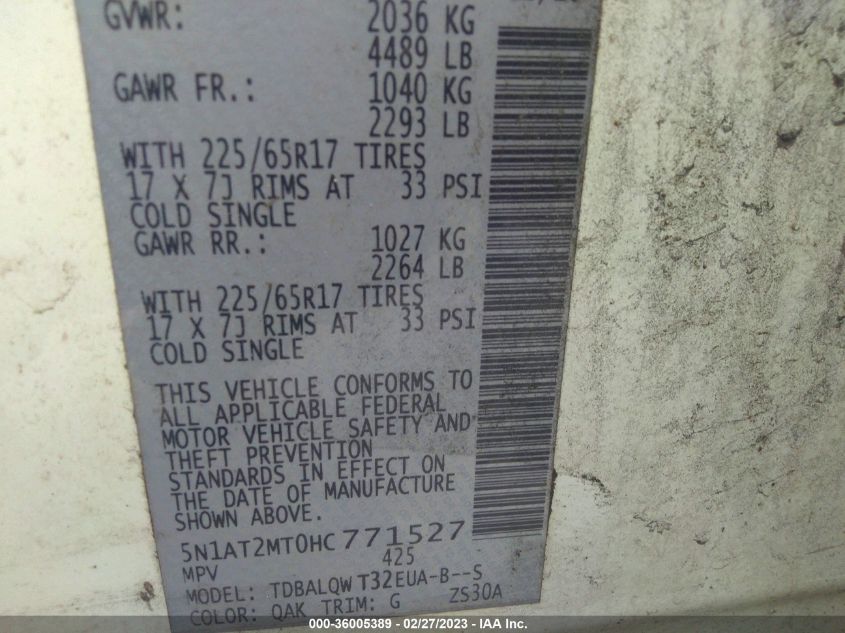 GVWR: 2036 KG
4489 LB
GAWR FR.: 1040 KG
2293 LB
WITH 225/65R17 TIRES
17 X 7J RIMS AT 33 PSI
COLD SINGLE
GAWR RR.: 1027 KG
2264 LB
WITH 225/65R17 TIRES
17 X 7J RIMS AT 33 PSI
COLD SINGLE
THIS VEHICLE CONFORMS TO
ALL APPLICABLE FEDERAL
MOTOR VEHICLE SAFETY AND
THEFT PREVENTION
STANDARDS IN EFFECT ON
THE DATE OF MANUFACTURE
SHOWN ABOVE.
5N1AT2MT0HC771527
MPV 425
MODEL: TDBALQWT32EUA-B--S
COLOR: QAK TRIM: G ZS30A
000-36005389 - 02/27/2023 - IAA Inc.